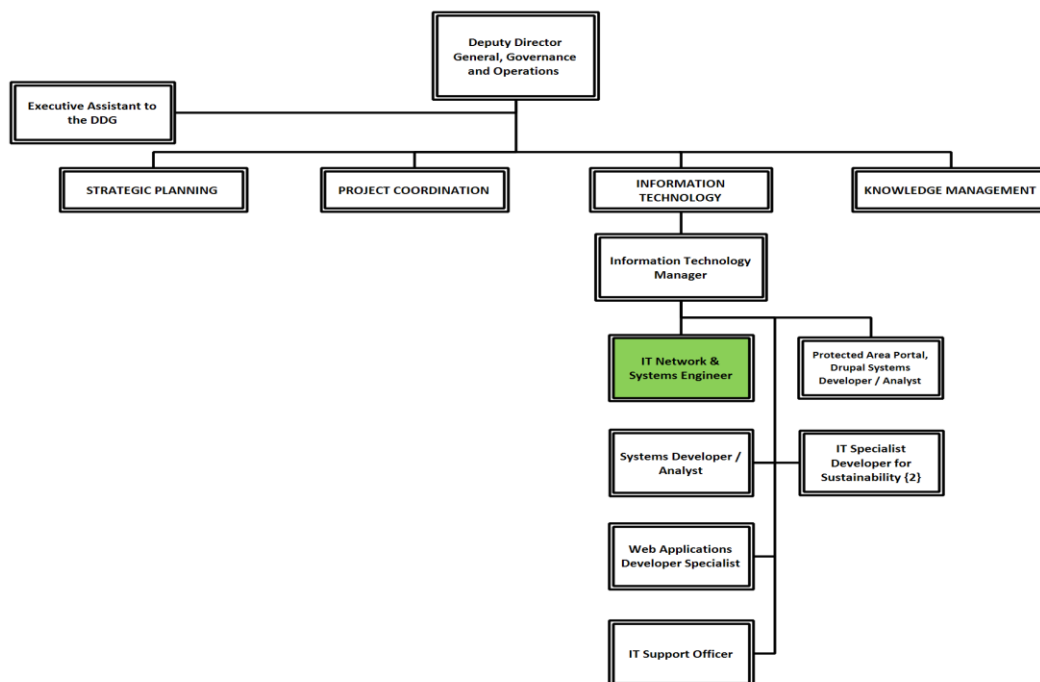 Deputy Director
General, Governance
and Operations
Executive Assistant to
the DDG
STRATEGIC PLANNING
PROJECT COORDINATION
INFORMATION
TECHNOLOGY
KNOWLEDGE MANAGEMENT
Information Technology
Manager
IT Network &
Systems Engineer
Protected Area Portal,
Drupal Systems
Developer / Analyst
Systems Developer /
Analyst
IT Specialist
Developer for
Sustainability {2}
Web Applications
Developer Specialist
IT Support Officer